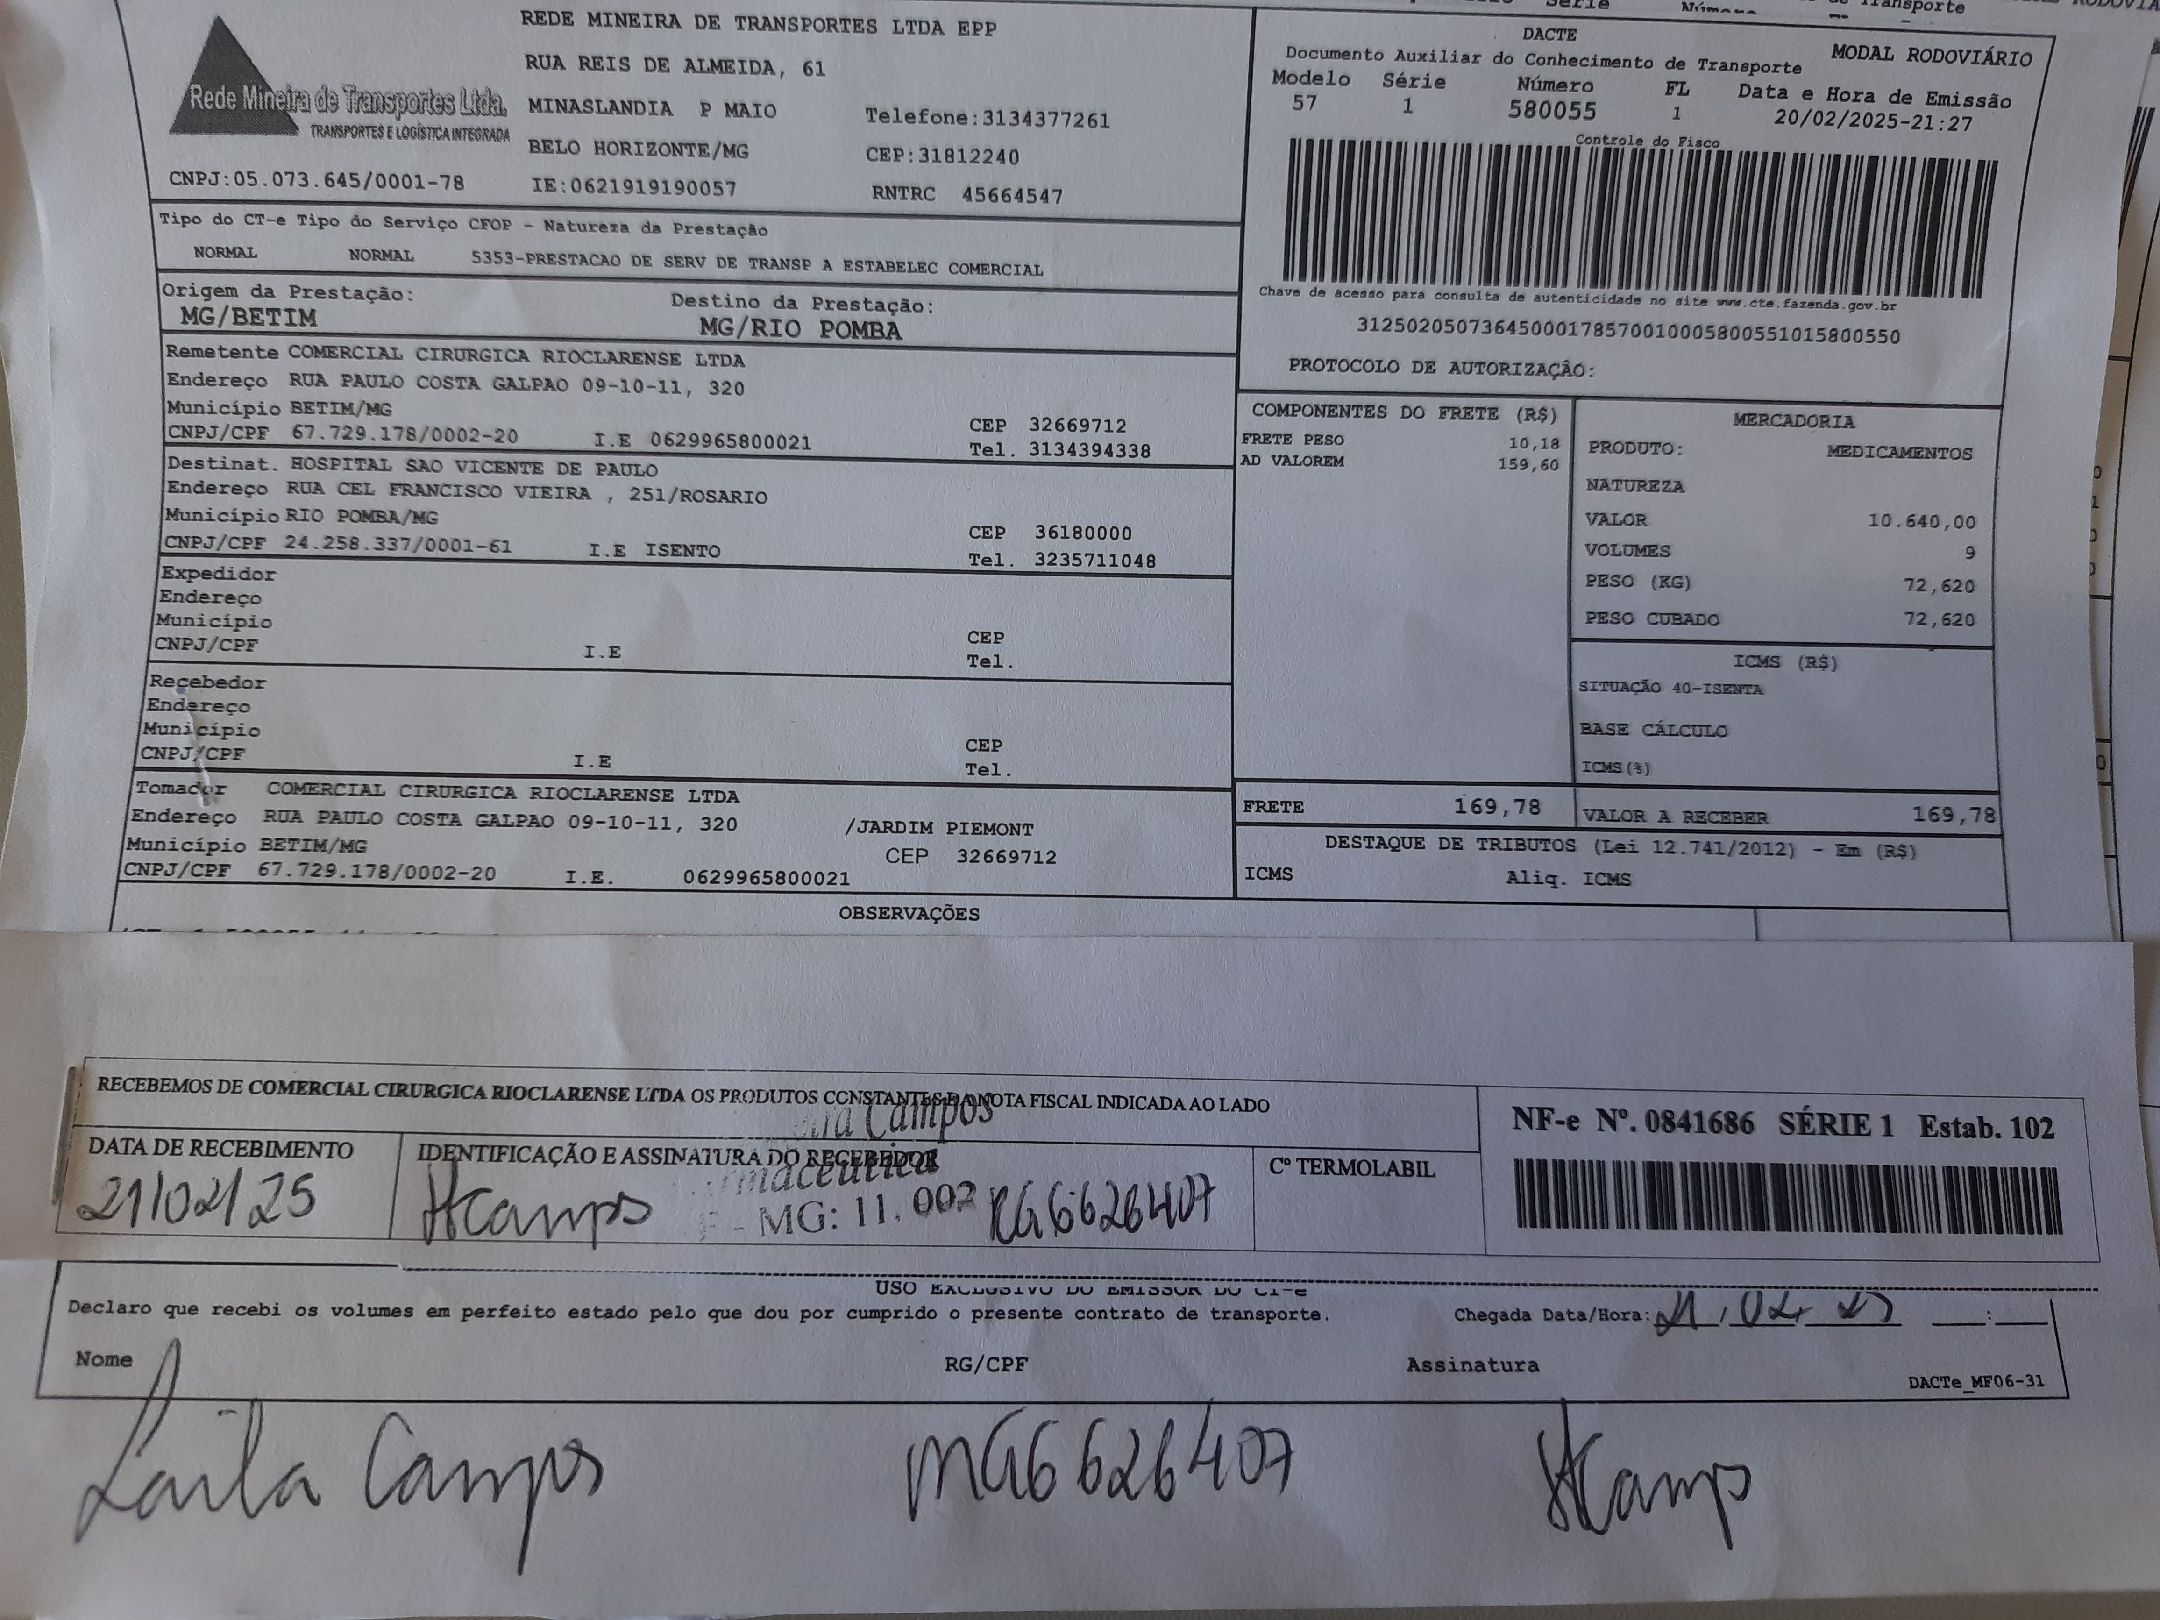 REDE MINEIRA DE TRANSPORTES LTDA EPP
RUA REIS DE ALMEIDA, 61
Rede Mineira de Transportes Ltda.
TRANSPORTES E LOGÍSTICA INTEGRADA
MINASLANDIA P MAIO Telefone:3134377261
BELO HORIZONTE/MG CEP:31812240
CNPJ:05.073.645/0001-78 IE:0621919190057 RNTRC 45664547
DACTE MODAL RODOVIÁRIO
Documento Auxiliar do Conhecimento de Transporte
Modelo Série Número FL Data e Hora de Emissão
57 1 580055 1 20/02/2025-21:27
Controle do Fisco
Chave de acesso para consulta de autenticidade no site www.cte.fazenda.gov.br
31250205073645000178570010005800551015800550
PROTOCOLO DE AUTORIZAÇÃO:
Tipo do CT-e Tipo do Serviço CFOP - Natureza da Prestação
NORMAL NORMAL 5353-PRESTACAO DE SERV DE TRANSP A ESTABELEC COMERCIAL
Origem da Prestação: Destino da Prestação:
MG/BETIM MG/RIO POMBA
Remetente COMERCIAL CIRURGICA RIOCLARENSE LTDA
Endereço RUA PAULO COSTA GALPAO 09-10-11, 320
Município BETIM/MG CEP 32669712
CNPJ/CPF 67.729.178/0002-20 I.E 0629965800021 Tel. 3134394338
Destinat. HOSPITAL SAO VICENTE DE PAULO
Endereço RUA CEL FRANCISCO VIEIRA , 251/ROSARIO
Município RIO POMBA/MG CEP 36180000
CNPJ/CPF 24.258.337/0001-61 I.E ISENTO Tel. 3235711048
Expedidor
Endereço
Município CEP
CNPJ/CPF I.E Tel.
Recebedor
Endereço
Município CEP
CNPJ/CPF I.E Tel.
Tomador COMERCIAL CIRURGICA RIOCLARENSE LTDA
Endereço RUA PAULO COSTA GALPAO 09-10-11, 320 /JARDIM PIEMONT
Município BETIM/MG CEP 32669712
CNPJ/CPF 67.729.178/0002-20 I.E. 0629965800021
COMPONENTES DO FRETE (R$)
FRETE PESO 10,18
AD VALOREM 159,60
MERCADORIA
PRODUTO: MEDICAMENTOS
NATUREZA
VALOR 10.640,00
VOLUMES 9
PESO (KG) 72,620
PESO CUBADO 72,620
ICMS (R$)
SITUAÇÃO 40-ISENTA
BASE CÁLCULO
ICMS(%)
FRETE 169,78 VALOR A RECEBER 169,78
DESTAQUE DE TRIBUTOS (Lei 12.741/2012) - Em (R$)
ICMS Aliq. ICMS
OBSERVAÇÕES
RECEBEMOS DE COMERCIAL CIRURGICA RIOCLARENSE LTDA OS PRODUTOS CONSTANTES DA NOTA FISCAL INDICADA AO LADO
Campos
DATA DE RECEBIMENTO IDENTIFICAÇÃO E ASSINATURA DO RECEBEDOR Cº TERMOLABIL
21/02/25 HCamps MG: 11.002 RG6626407
NF-e Nº. 0841686 SÉRIE 1 Estab. 102
USO EXCLUSIVO DO EMISSOR DO CT-e
Declaro que recebi os volumes em perfeito estado pelo que dou por cumprido o presente contrato de transporte. Chegada Data/Hora: 21 02 25 :
Nome RG/CPF Assinatura
DACTe_MF06-31
Laila Campos MG6626407 HCamps